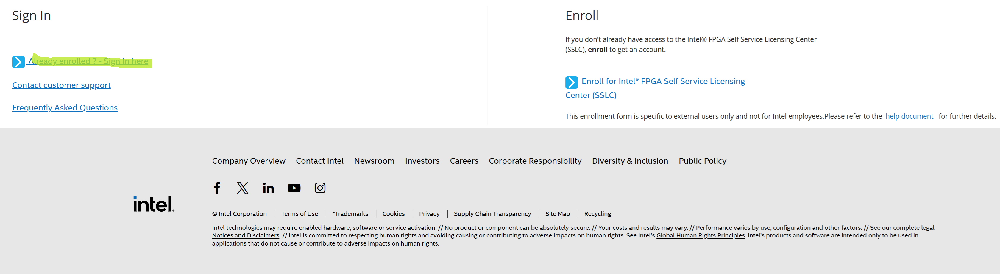 Sign In
Already enrolled ? - Sign In here
Contact customer support
Frequently Asked Questions
Enroll
If you don't already have access to the Intel® FPGA Self Service Licensing Center
(SSLC), enroll to get an account.
Enroll for Intel® FPGA Self Service Licensing
Center (SSLC)
This enrollment form is specific to external users only and not for Intel employees.Please refer to the help document for further details.
Company Overview Contact Intel Newsroom Investors Careers Corporate Responsibility Diversity & Inclusion Public Policy
intel®
© Intel Corporation | Terms of Use | *Trademarks | Cookies | Privacy | Supply Chain Transparency | Site Map | Recycling
Intel technologies may require enabled hardware, software or service activation. // No product or component can be absolutely secure. // Your costs and results may vary. // Performance varies by use, configuration and other factors. // See our complete legal
Notices and Disclaimers. // Intel is committed to respecting human rights and avoiding causing or contributing to adverse impacts on human rights. See Intel’s Global Human Rights Principles. Intel’s products and software are intended only to be used in
applications that do not cause or contribute to adverse impacts on human rights.